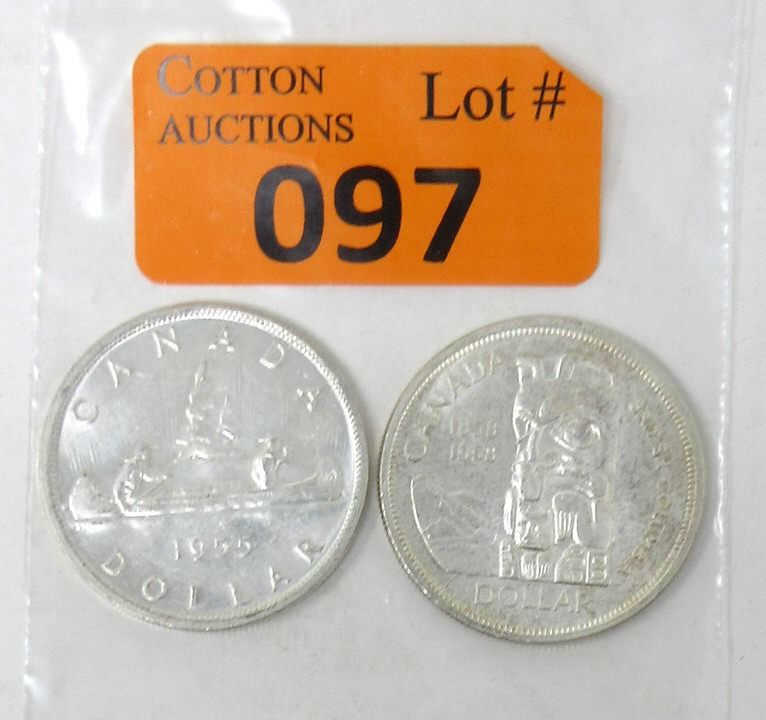 COTTON
AUCTIONS
Lot #
097
CANADA
1955
DOLLAR
CANADA
1858
1958
DOLLAR